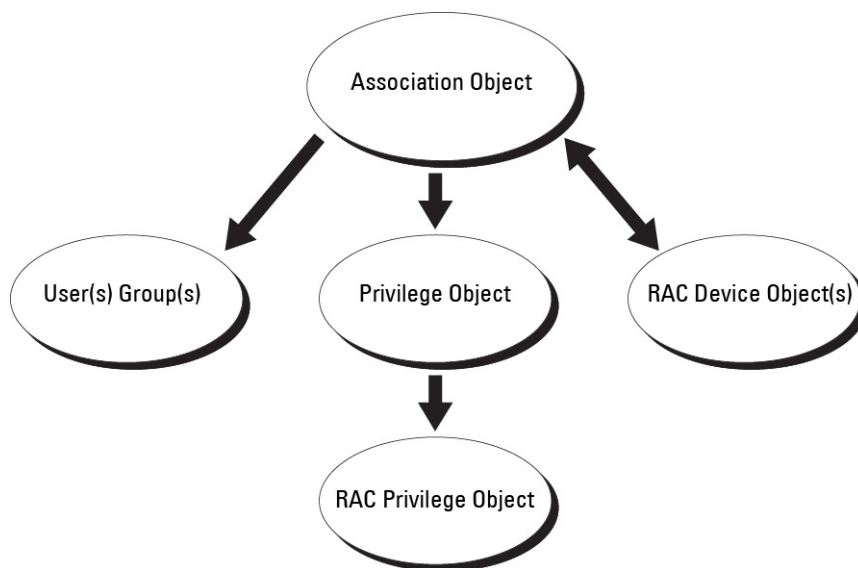 Association Object
User(s) Group(s)
Privilege Object
RAC Device Object(s)
RAC Privilege Object